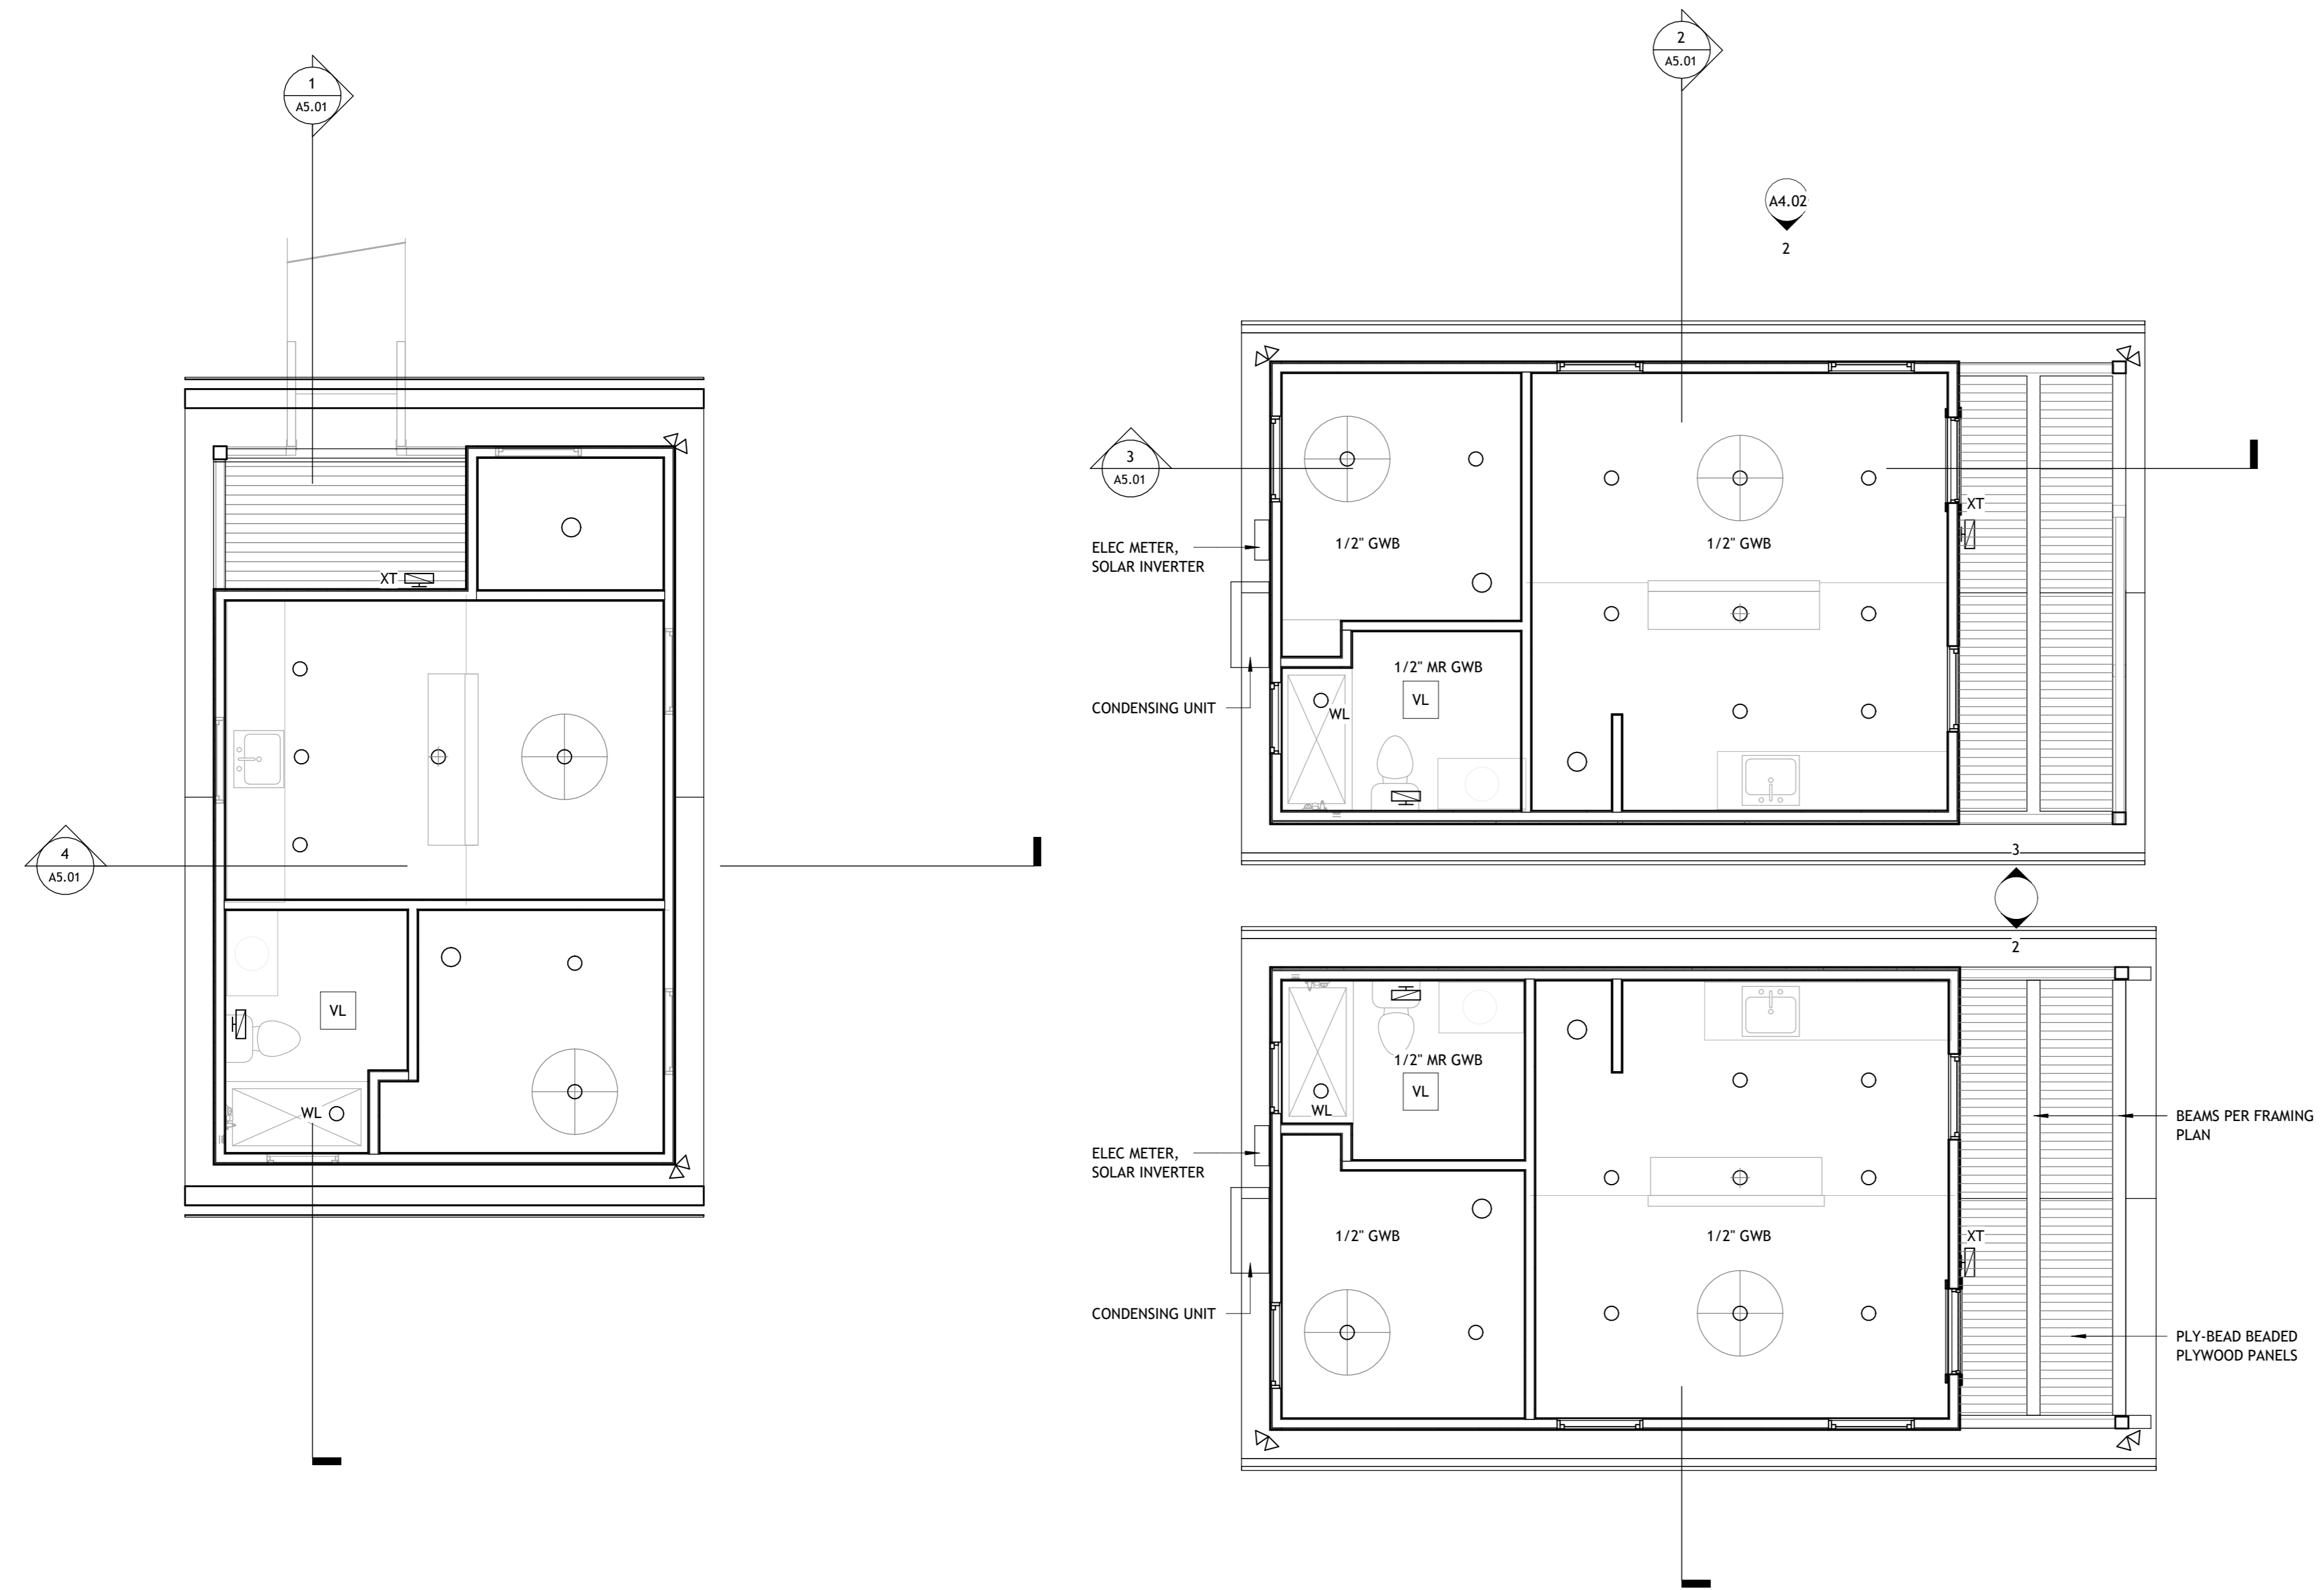 1
A5.01
XT
4
A5.01
VL
WL
2
A5.01
A4.02
2
3
A5.01
XT
ELEC METER,
SOLAR INVERTER
1/2" GWB
1/2" GWB
1/2" MR GWB
VL
WL
CONDENSING UNIT
3
2
1/2" MR GWB
VL
WL
BEAMS PER FRAMING
PLAN
ELEC METER,
SOLAR INVERTER
1/2" GWB
1/2" GWB
XT
CONDENSING UNIT
PLY-BEAD BEADED
PLYWOOD PANELS